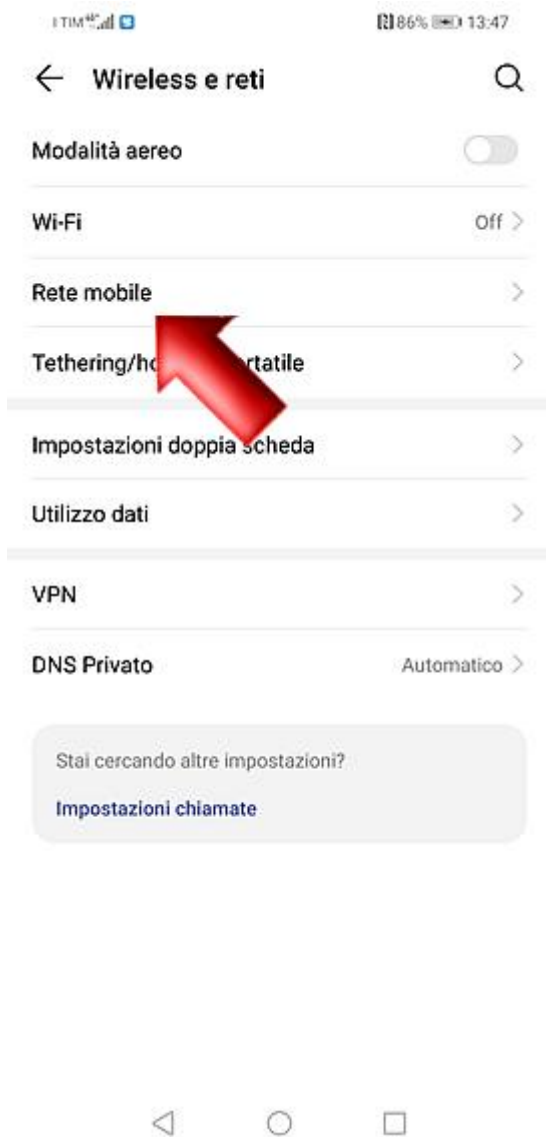 I TIM 86% 13:47
Wireless e reti
Modalità aereo
Wi-Fi Off
Rete mobile
Tethering/ho rtatile
Impostazioni doppia scheda
Utilizzo dati
VPN
DNS Privato Automatico
Stai cercando altre impostazioni?
Impostazioni chiamate